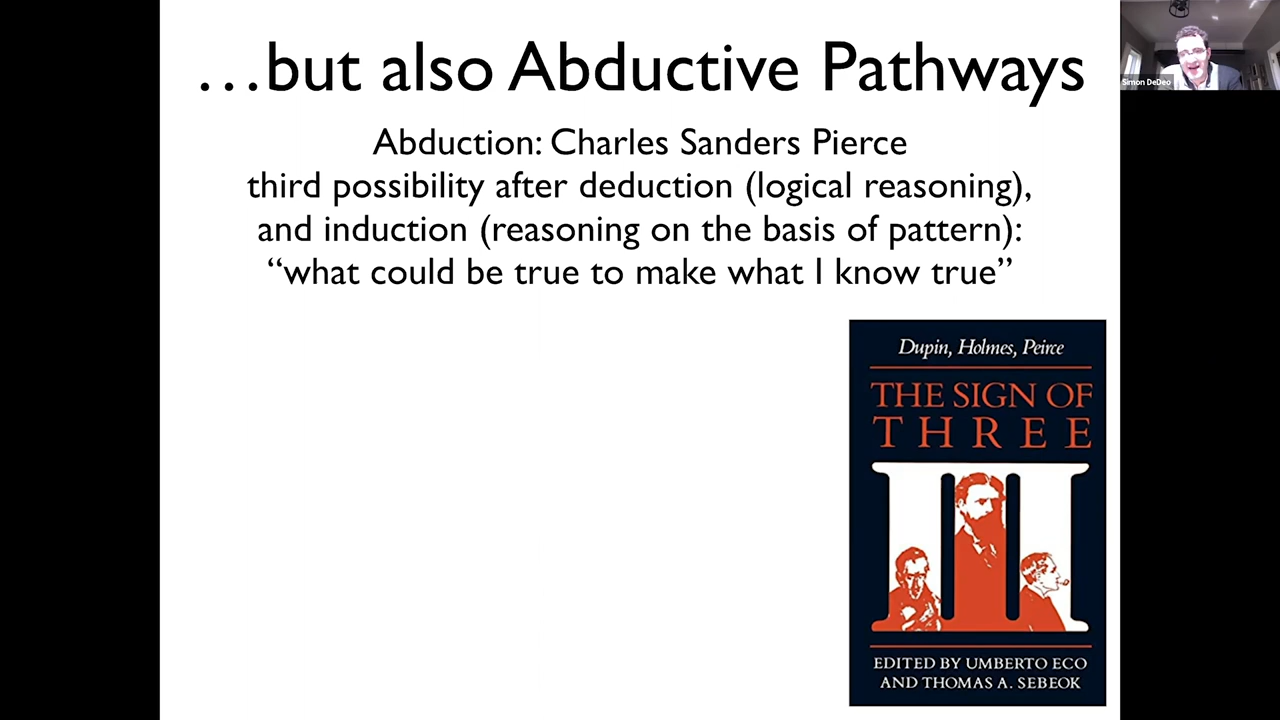 …but also Abductive Pathways
Abduction: Charles Sanders Pierce
third possibility after deduction (logical reasoning),
and induction (reasoning on the basis of pattern):
“what could be true to make what I know true”
Dupin, Holmes, Peirce
THE SIGN OF
THREE
III
EDITED BY UMBERTO ECO
AND THOMAS A. SEBEOK
Simon DeDeo